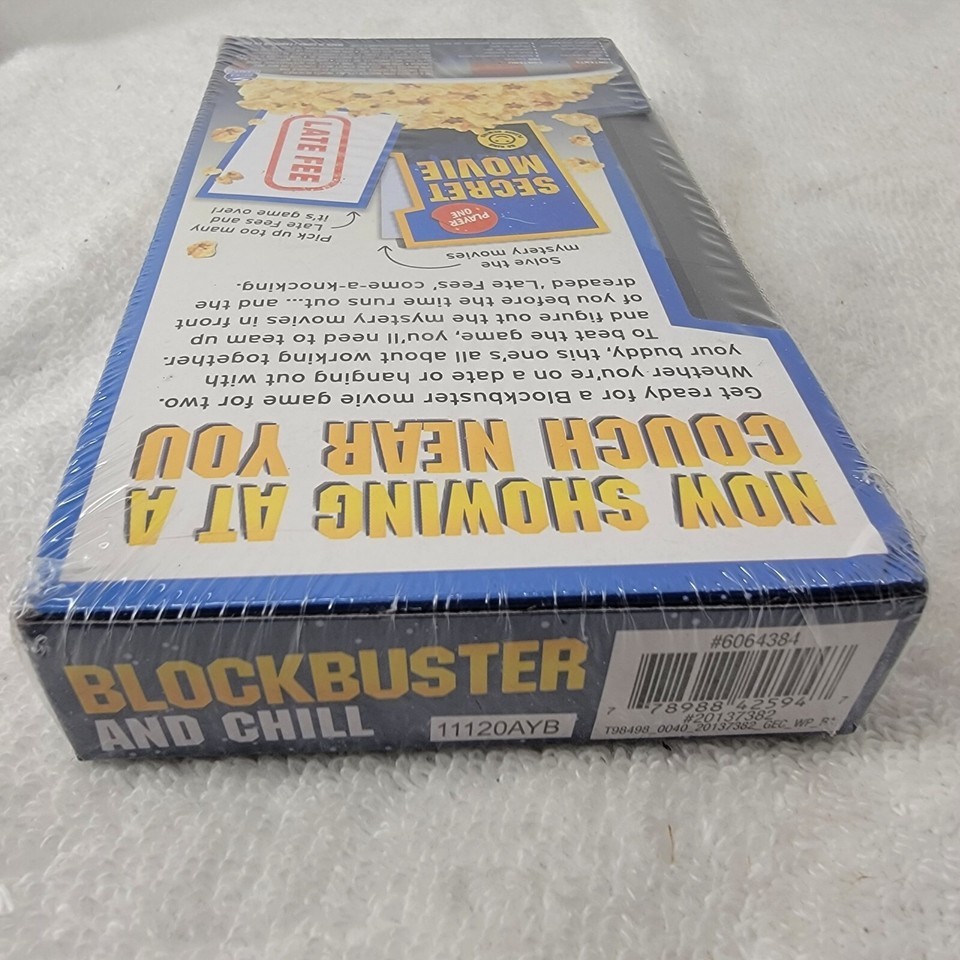 NOW SHOWING AT A
COUCH NEAR YOU
Get ready for a Blockbuster movie game for two.
Whether you're on a date or hanging out with
your buddy, this one's all about working together.
To beat the game, you'll need to team up
and figure out the mystery movies in front
of you before the time runs out... and the
dreaded 'Late Fees' come-a-knocking.
Solve the
mystery movies
Pick up too many
Late Fees and
it's game over!
PLAYER
ONE
SECRET
MOVIE
LATE FEE
BLOCKBUSTER
AND CHILL
11120AYB
#6064384
7 78988 42594 7
#20137382
T98498_0040_20137382_GEC_WP_R*